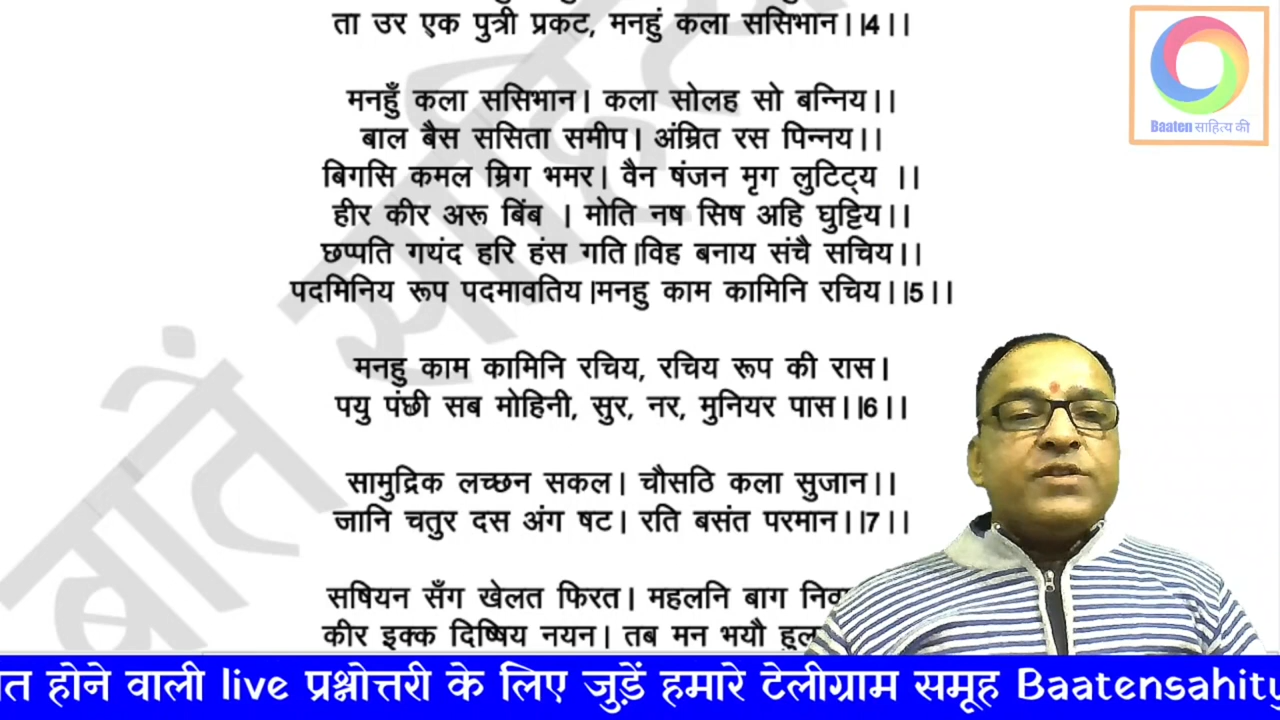 ता उर एक पुत्री प्रकट, मनहुं कला ससिभान।।4।।
मनहुँ कला ससिभान। कला सोलह सो बन्निय।।
बाल बैस ससिता समीप। अंम्रित रस पिन्नय।।
बिगसि कमल म्रिग भमर। वैन षंजन मृग लुटिट्य ।।
हीर कीर अरू बिंब । मोति नष सिष अहि घुट्टिय।।
छप्पति गयंद हरि हंस गति।विह बनाय संचै सचिय।।
पदमिनिय रूप पदमावतिय।मनहु काम कामिनि रचिय।।5।।
मनहु काम कामिनि रचिय, रचिय रूप की रास।
पयु पंछी सब मोहिनी, सुर, नर, मुनियर पास।।6।।
सामुद्रिक लच्छन सकल। चौसठि कला सुजान।।
जानि चतुर दस अंग षट। रति बसंत परमान।।7।।
सषियन सँग खेलत फिरत। महलनि बाग
कीर इक्क दिष्षिय नयन। तब मन भयौ
Baaten साहित्य की
बातें
होने वाली live प्रश्नोत्तरी के लिए जुड़ें हमारे टेलीग्राम समूह Baatensahity